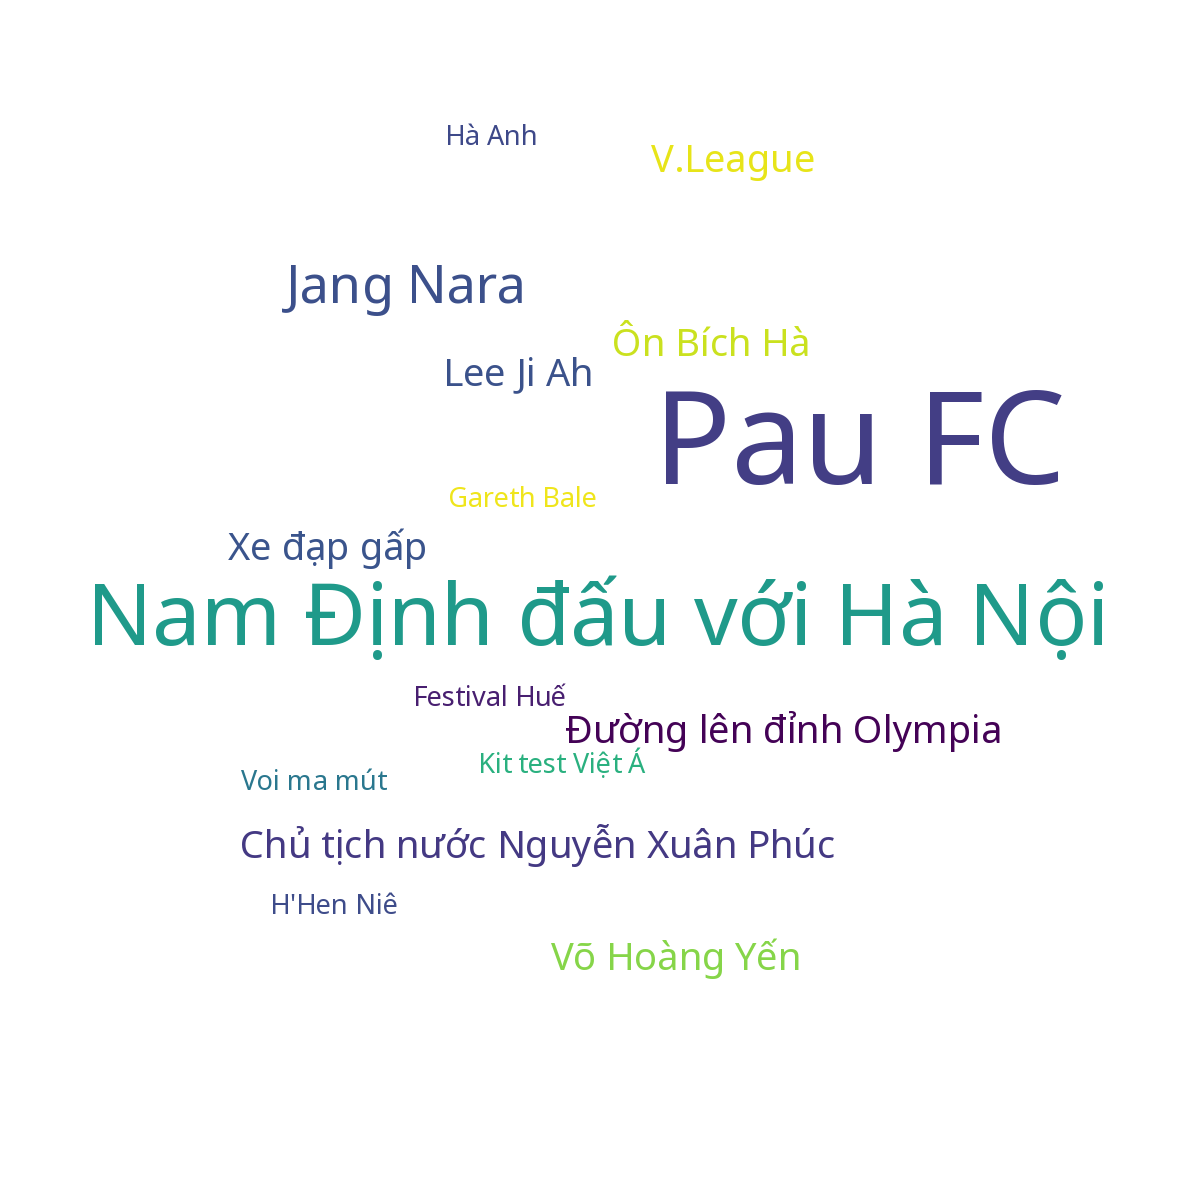 Hà Anh
V.League
Jang Nara
Ôn Bích Hà
Lee Ji Ah
Pau FC
Gareth Bale
Xe đạp gấp
Nam Định đấu với Hà Nội
Festival Huế
Đường lên đỉnh Olympia
Kit test Việt Á
Voi ma mút
Chủ tịch nước Nguyễn Xuân Phúc
H'Hen Niê
Võ Hoàng Yến